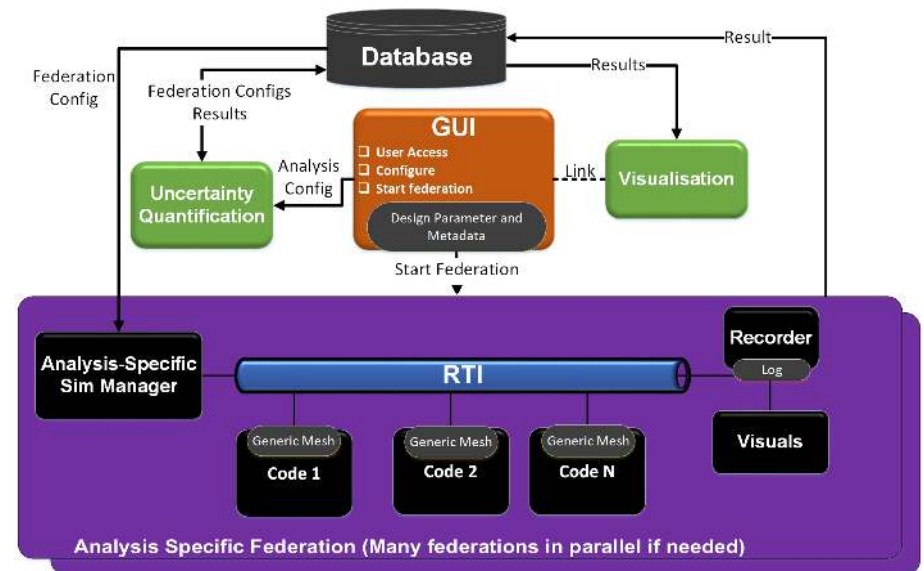 Database
Result
Results
Federation
Config
Federation Configs
Results
GUI
❑ User Access
❑ Configure
❑ Start federation
Design Parameter and
Metadata
Analysis
Config
Link
Uncertainty
Quantification
Visualisation
Start Federation
Analysis-Specific
Sim Manager
RTI
Recorder
Log
Visuals
Generic Mesh
Code 1
Generic Mesh
Code 2
Generic Mesh
Code N
Analysis Specific Federation (Many federations in parallel if needed)